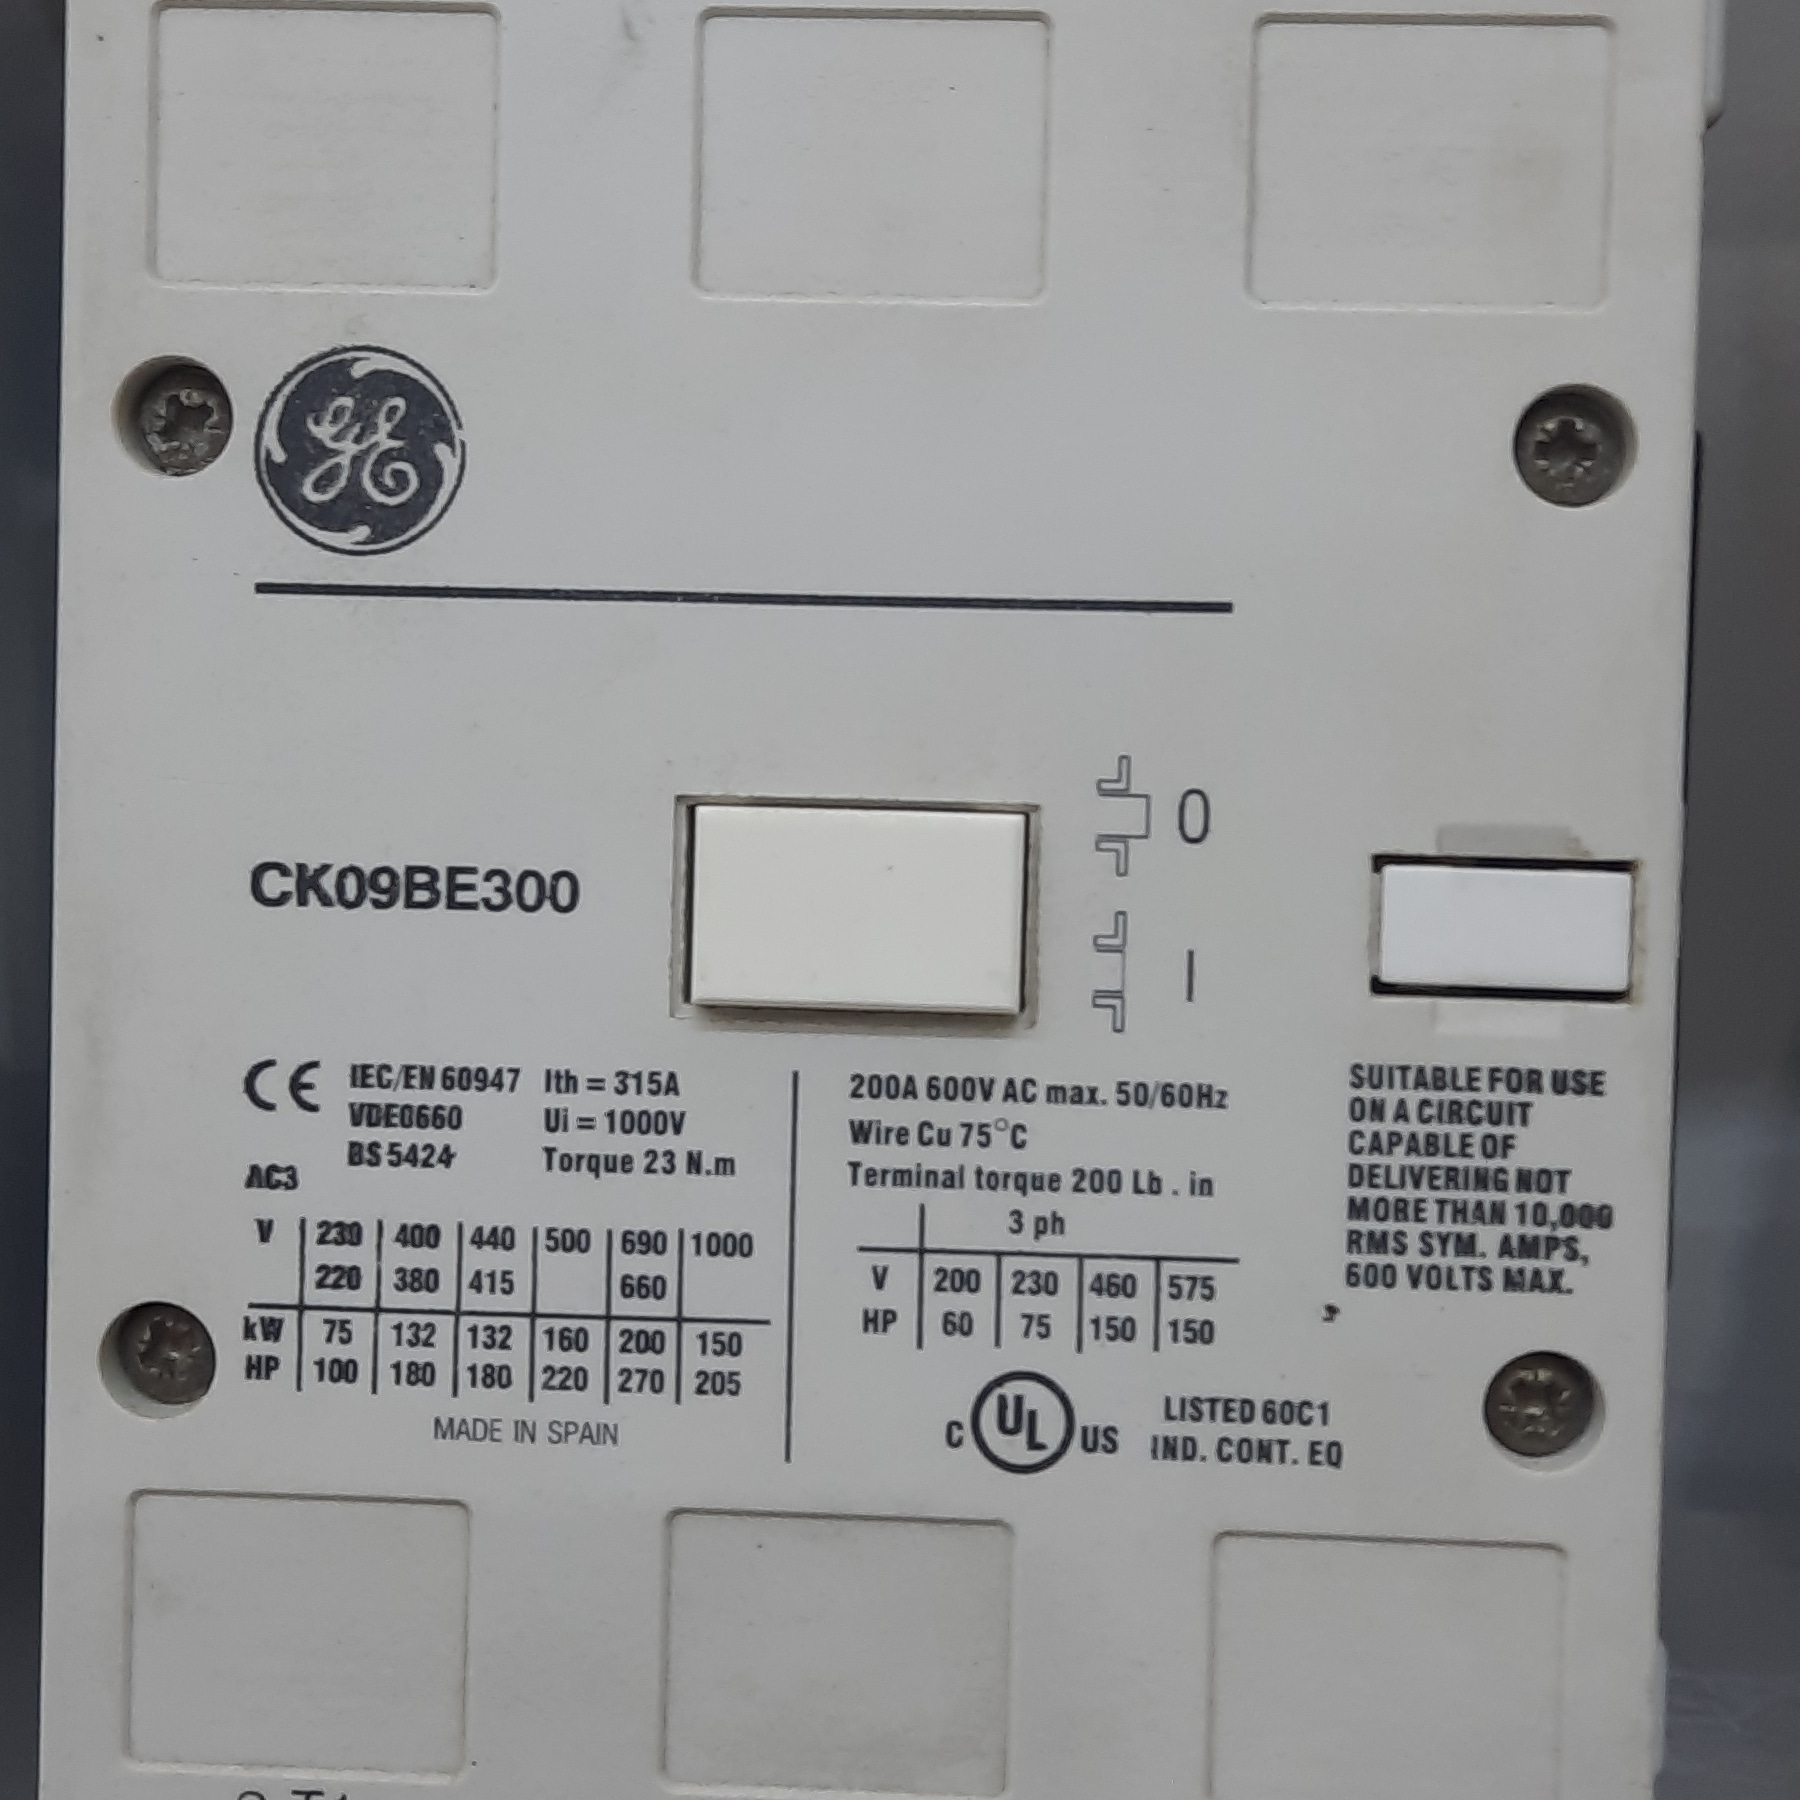 GE
0
CK09BE300
I
CE
IEC/EN 60947 Ith = 315A
VDE0660 Ui = 1000V
BS 5424 Torque 23 N.m
AC3
V 230 400 440 500 690 1000
220 380 415 660
kW 75 132 132 160 200 150
HP 100 180 180 220 270 205
MADE IN SPAIN
200A 600V AC max. 50/60Hz
Wire Cu 75°C
Terminal torque 200 Lb . in
3 ph
V 200 230 460 575
HP 60 75 150 150
C UL US
LISTED 60C1
IND. CONT. EQ
SUITABLE FOR USE
ON A CIRCUIT
CAPABLE OF
DELIVERING NOT
MORE THAN 10,000
RMS SYM. AMPS,
600 VOLTS MAX.